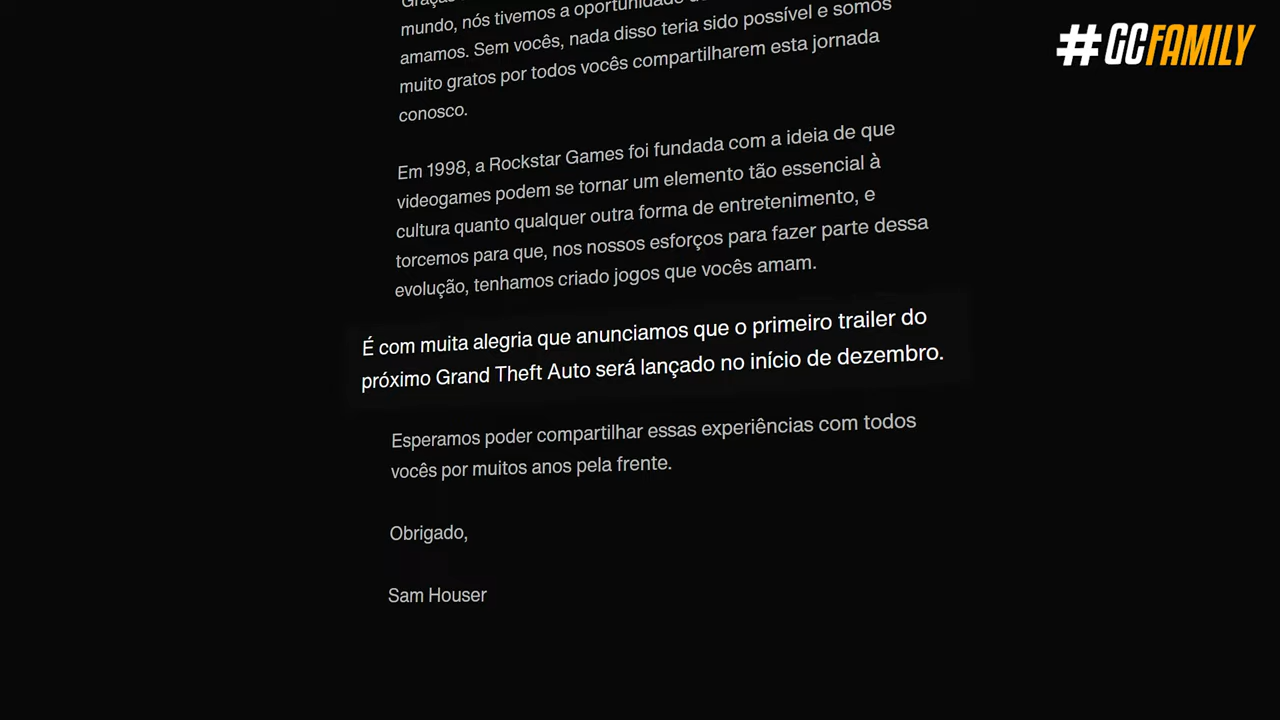 #GCFAMILY
mundo, nós tivemos a oportunidade
amamos. Sem vocês, nada disso teria sido possível e somos
muito gratos por todos vocês compartilharem esta jornada
conosco.
Em 1998, a Rockstar Games foi fundada com a ideia de que
videogames podem se tornar um elemento tão essencial à
cultura quanto qualquer outra forma de entretenimento, e
torcemos para que, nos nossos esforços para fazer parte dessa
evolução, tenhamos criado jogos que vocês amam.
É com muita alegria que anunciamos que o primeiro trailer do
próximo Grand Theft Auto será lançado no início de dezembro.
Esperamos poder compartilhar essas experiências com todos
vocês por muitos anos pela frente.
Obrigado,
Sam Houser